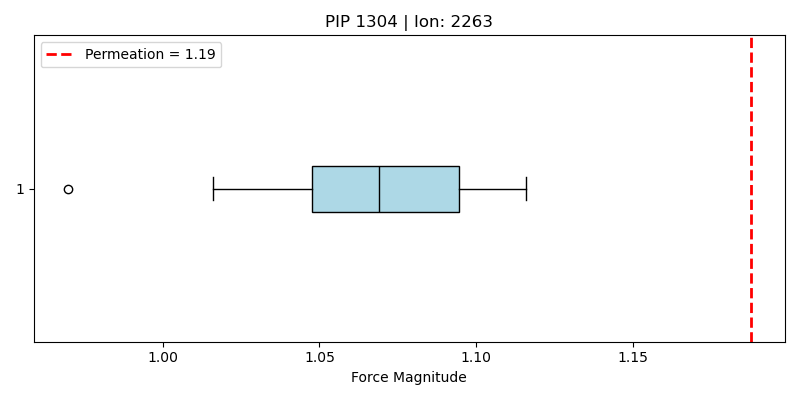 PIP 1304 | Ion: 2263
Permeation = 1.19
1
1.00 1.05 1.10 1.15
Force Magnitude